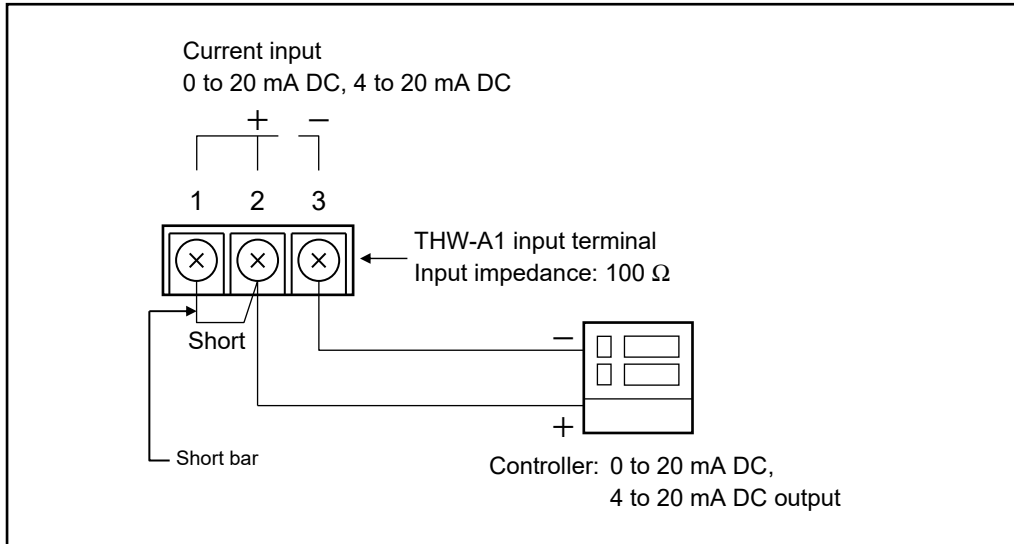 Current input
0 to 20 mA DC, 4 to 20 mA DC
+ −
1 2 3
THW-A1 input terminal
Input impedance: 100 Ω
Short
−
+
Short bar
Controller: 0 to 20 mA DC,
4 to 20 mA DC output